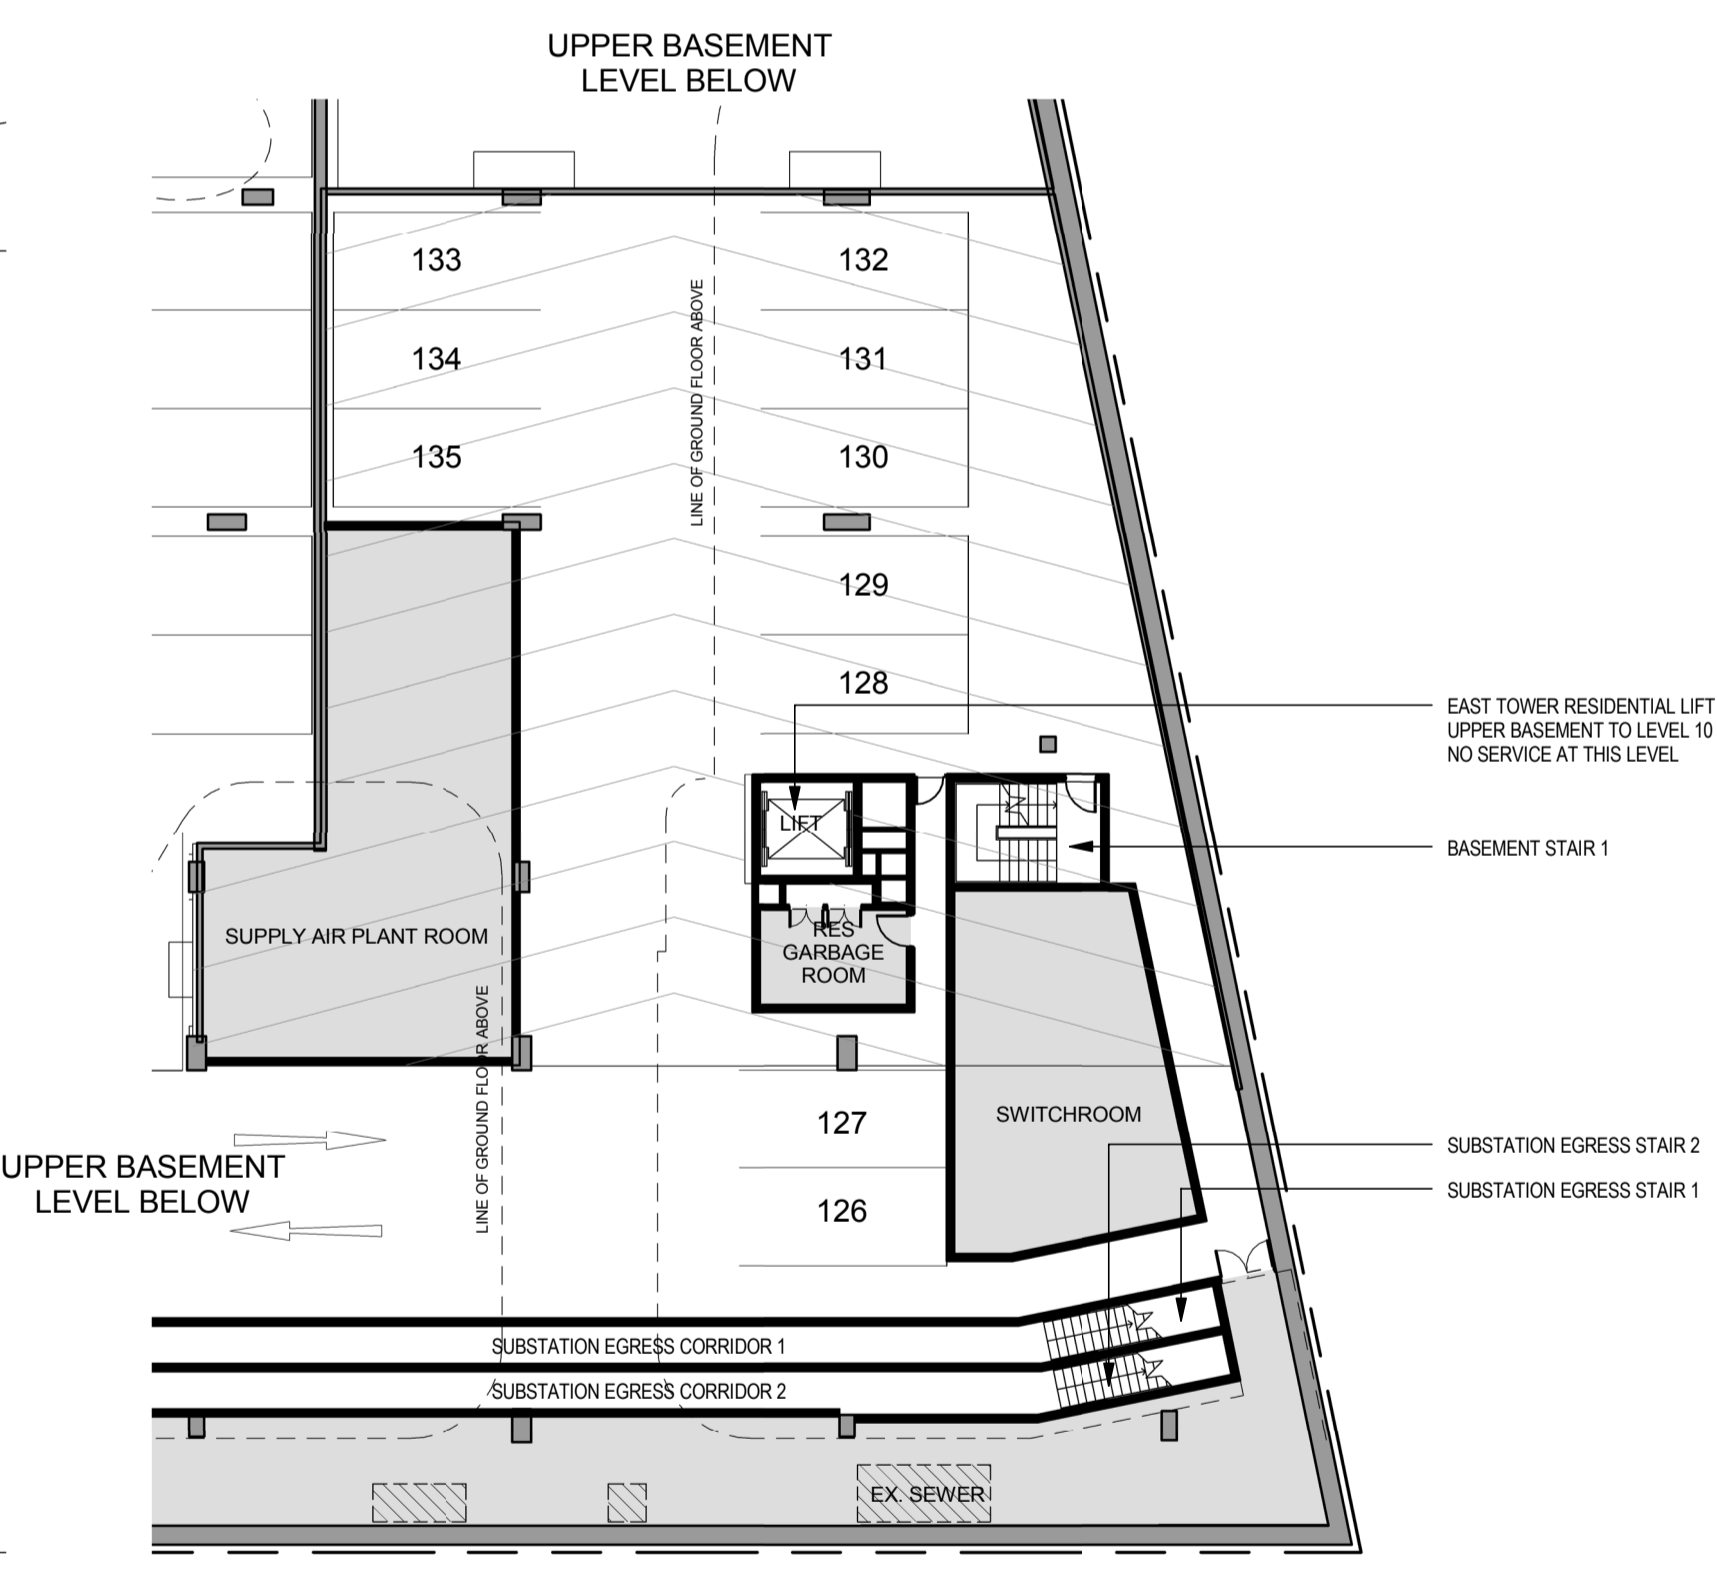 UPPER BASEMENT
LEVEL BELOW
133
132
LINE OF GROUND FLOOR ABOVE
134
131
135
130
129
128
EAST TOWER RESIDENTIAL LIFT
UPPER BASEMENT TO LEVEL 10
NO SERVICE AT THIS LEVEL
LIFT
BASEMENT STAIR 1
SUPPLY AIR PLANT ROOM
RES
GARBAGE
ROOM
LINE OF GROUND FLOOR ABOVE
127
SWITCHROOM
SUBSTATION EGRESS STAIR 2
UPPER BASEMENT
LEVEL BELOW
SUBSTATION EGRESS STAIR 1
126
SUBSTATION EGRESS CORRIDOR 1
SUBSTATION EGRESS CORRIDOR 2
EX. SEWER